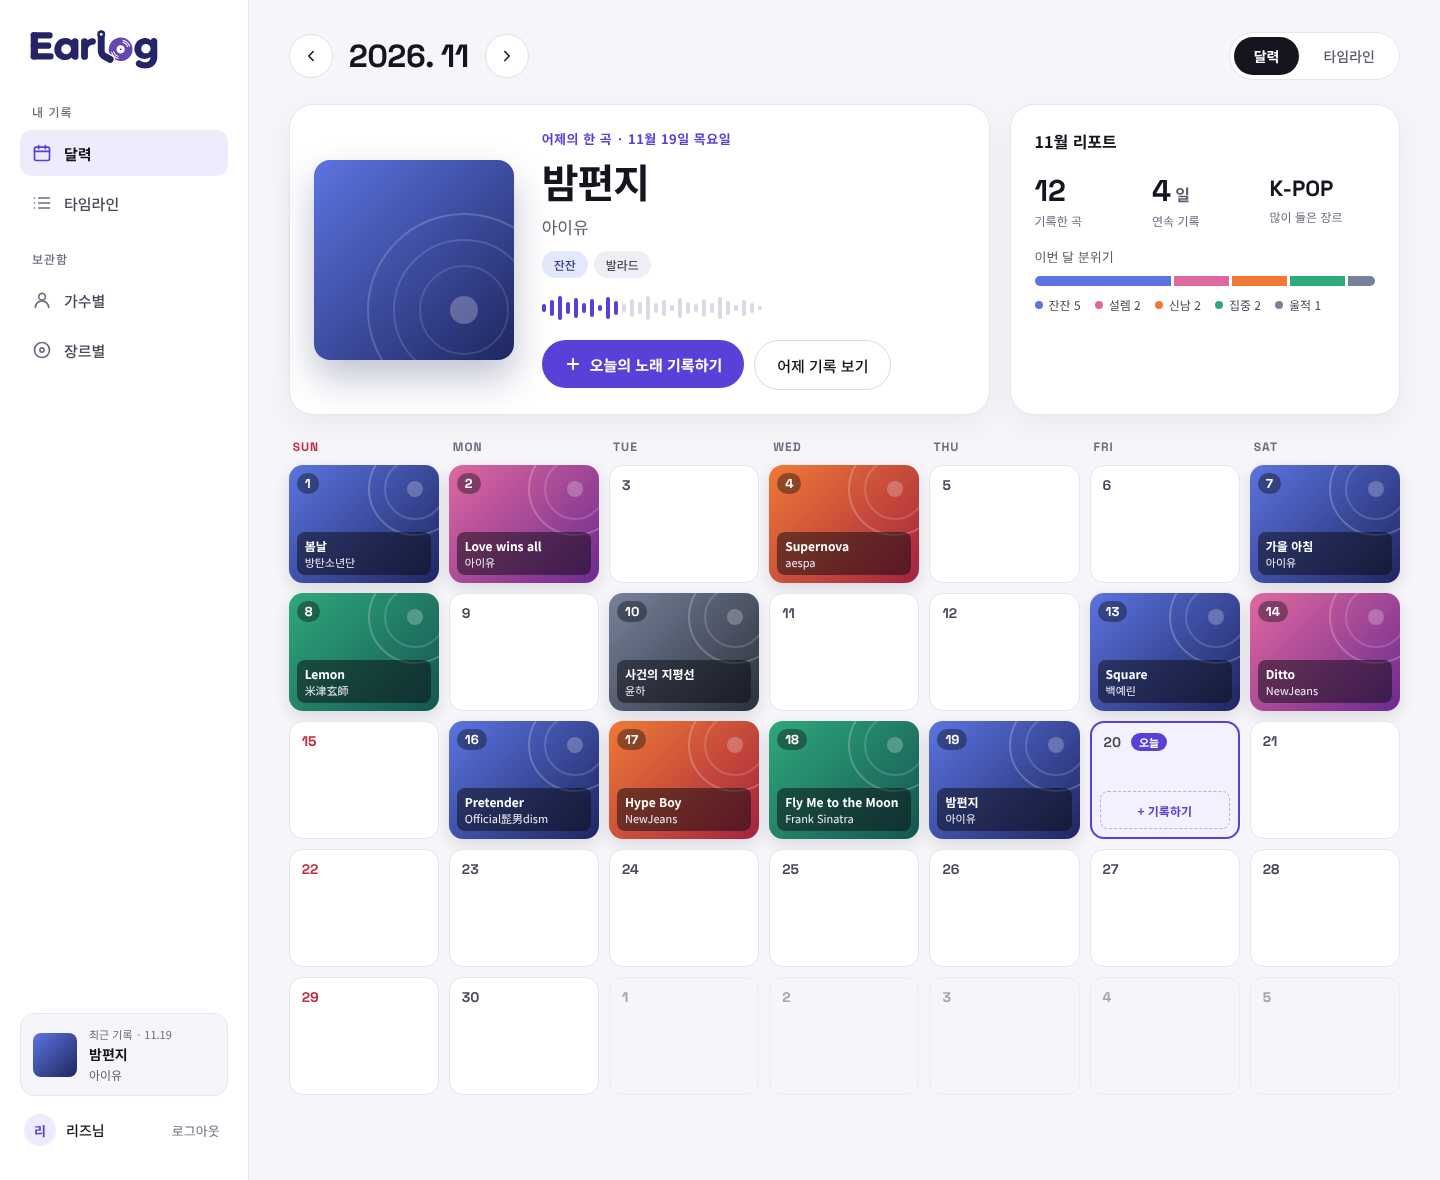 Earlog
내 기록
달력
타임라인
보관함
가수별
장르별
최근 기록 · 11.19
밤편지
아이유
리
리즈님
로그아웃
2026. 11
달력
타임라인
어제의 한 곡 · 11월 19일 목요일
밤편지
아이유
잔잔
발라드
+ 오늘의 노래 기록하기
어제 기록 보기
11월 리포트
12
기록한 곡
4 일
연속 기록
K-POP
많이 들은 장르
이번 달 분위기
잔잔 5
설렘 2
신남 2
집중 2
울적 1
SUN
MON
TUE
WED
THU
FRI
SAT
1
봄날
방탄소년단
2
Love wins all
아이유
3
4
Supernova
aespa
5
6
7
가을 아침
아이유
8
Lemon
米津玄師
9
10
사건의 지평선
윤하
11
12
13
Square
백예린
14
Ditto
NewJeans
15
16
Pretender
Official髭男dism
17
Hype Boy
NewJeans
18
Fly Me to the Moon
Frank Sinatra
19
밤편지
아이유
20
오늘
+ 기록하기
21
22
23
24
25
26
27
28
29
30
1
2
3
4
5